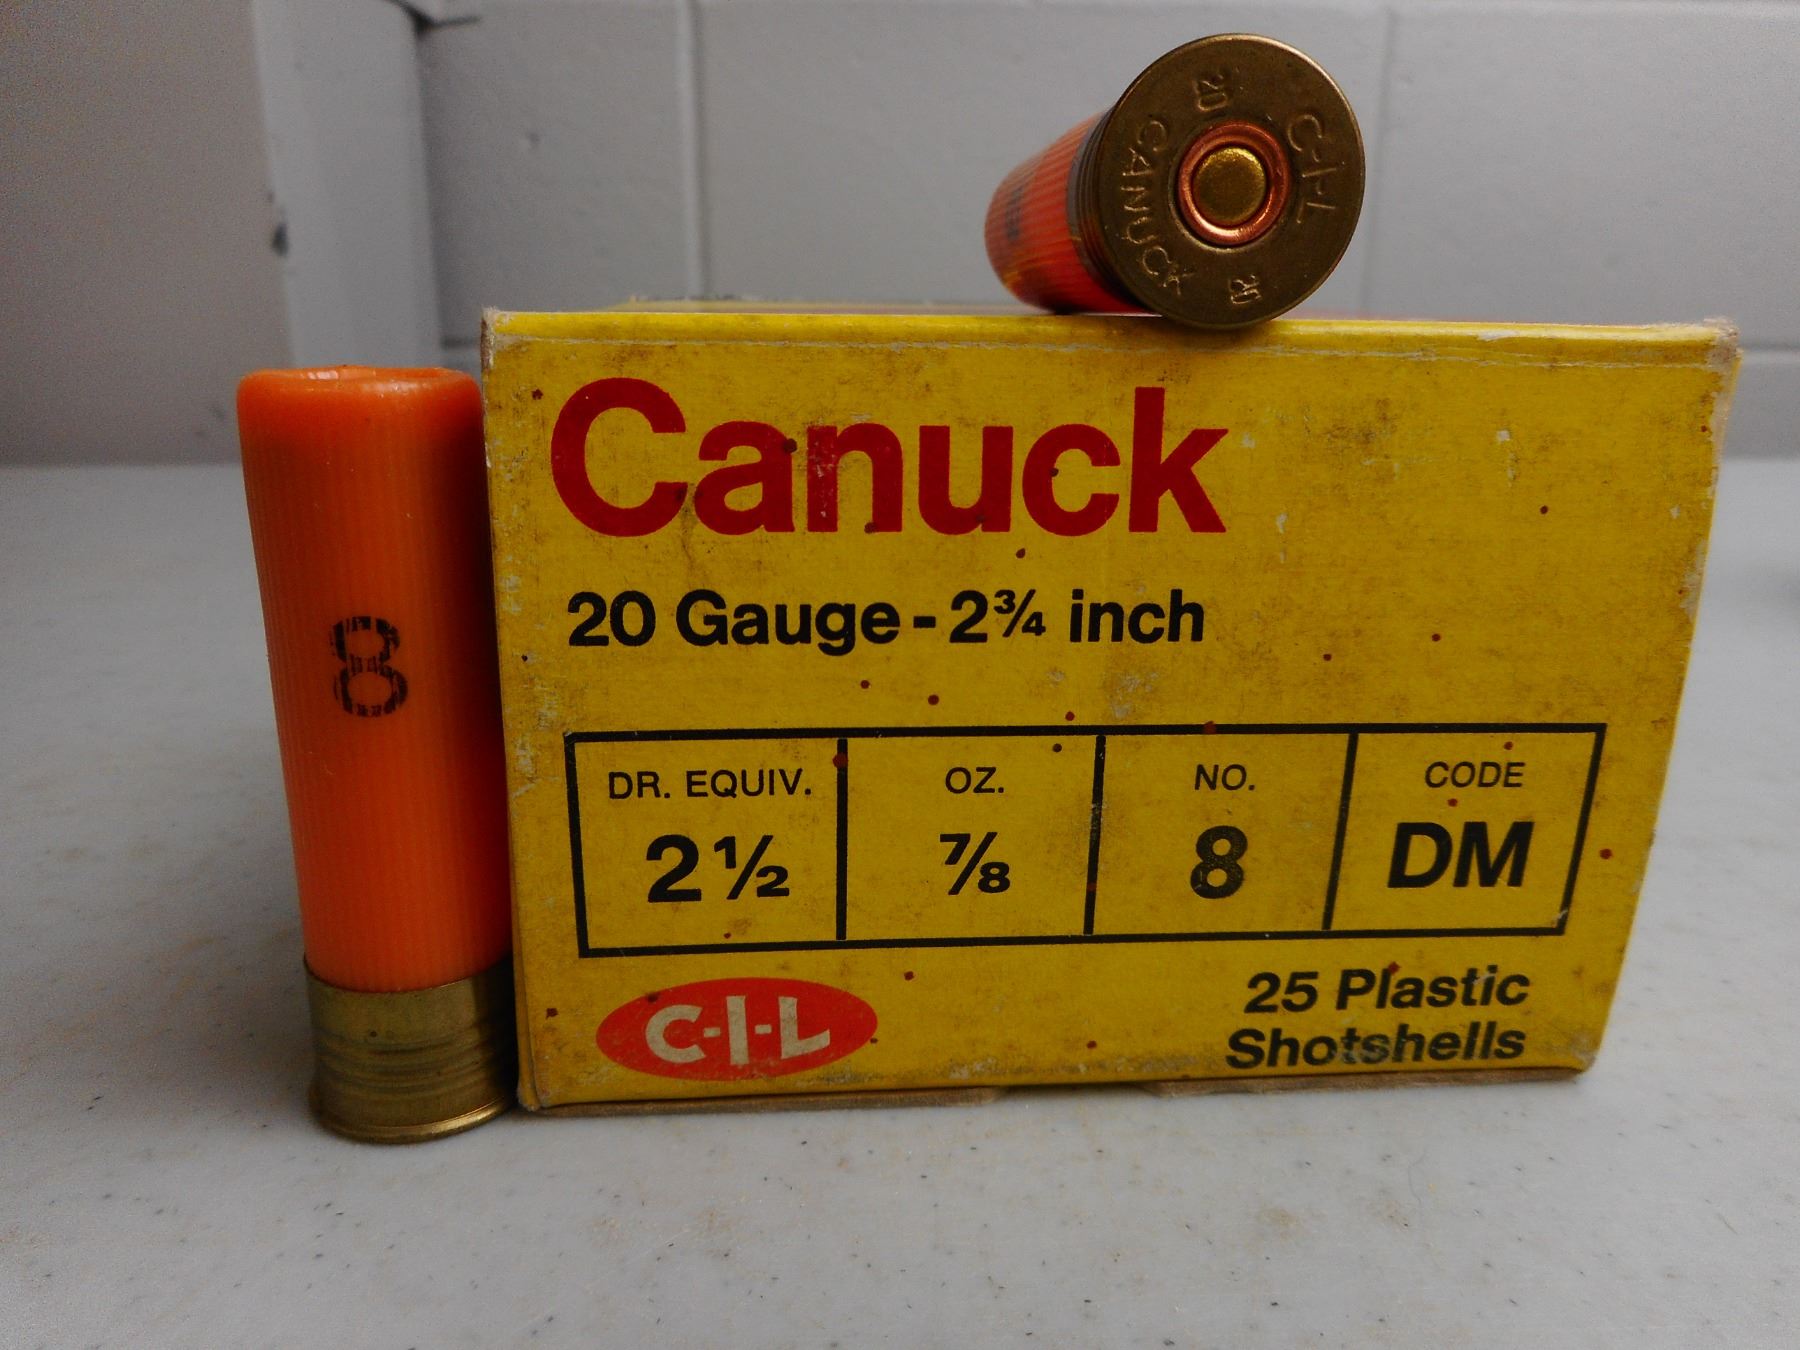 20
C-I-L
CANUCK
20
Canuck
20 Gauge - 2¾ inch
DR. EQUIV. OZ. NO. CODE
2½ ⅞ 8 DM
C-I-L
25 Plastic
Shotshells
8